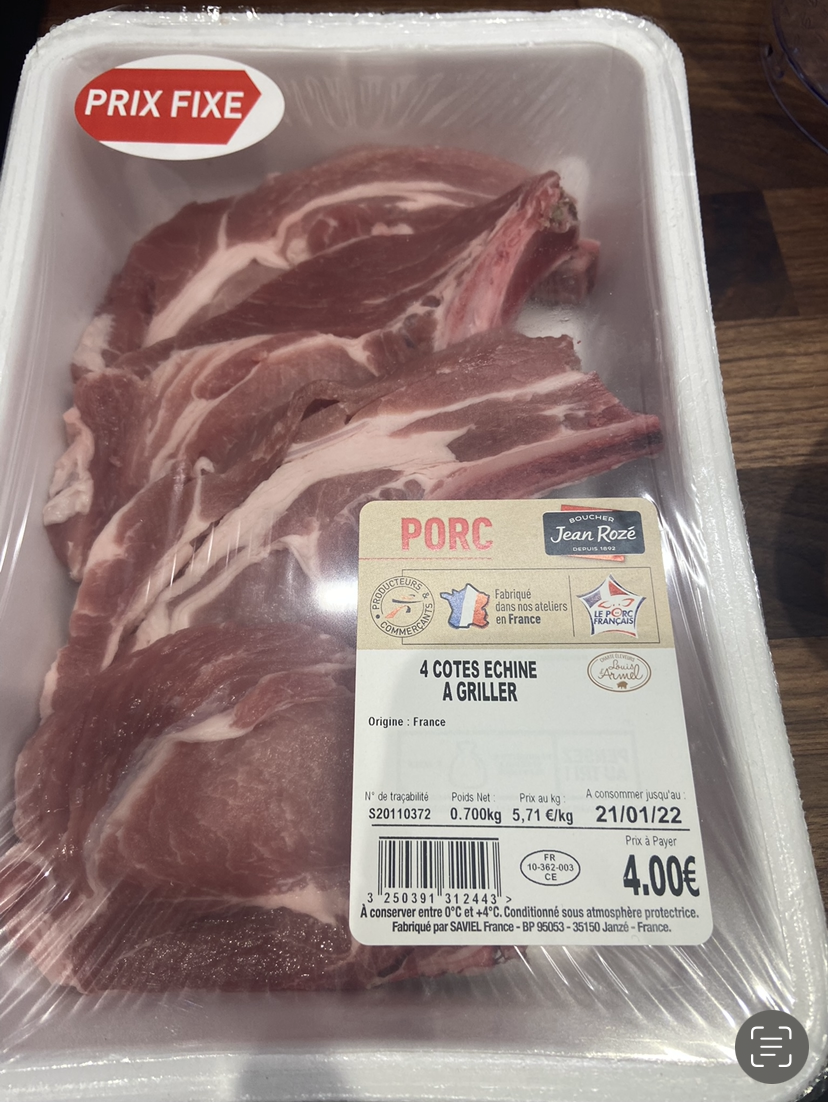 PRIX FIXE
PORC
BOUCHER
Jean Rozé
DEPUIS 1892
PRODUCTEURS & COMMERÇANTS
Fabriqué
dans nos ateliers
en France
LE PORC
FRANÇAIS
4 COTES ECHINE
A GRILLER
Louis
d'Armel
Origine : France
N° de traçabilité Poids Net : Prix au kg : A consommer jusqu'au :
S20110372 0.700kg 5,71 €/kg 21/01/22
Prix à Payer
4.00€
FR
10-362-003
CE
3 250391 312443 >
À conserver entre 0°C et +4°C. Conditionné sous atmosphère protectrice.
Fabriqué par SAVIEL France - BP 95053 - 35150 Janzé - France.